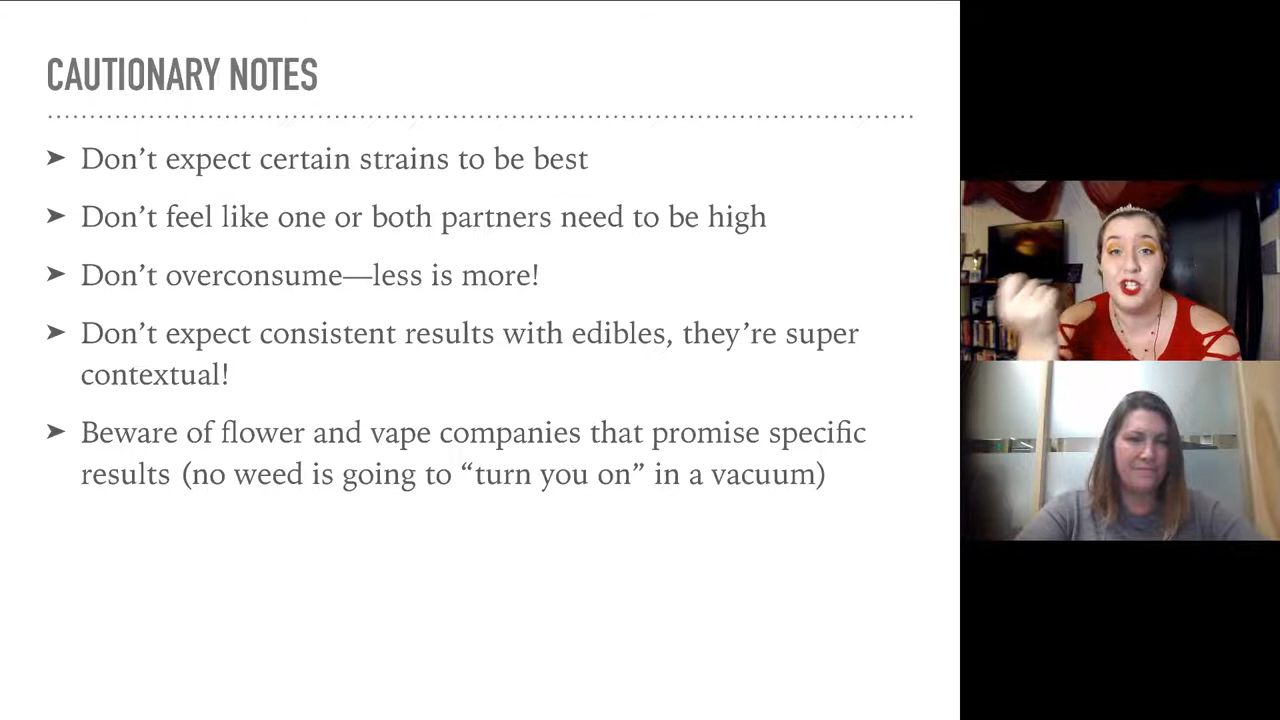 CAUTIONARY NOTES
➤ Don’t expect certain strains to be best
➤ Don’t feel like one or both partners need to be high
➤ Don’t overconsume—less is more!
➤ Don’t expect consistent results with edibles, they’re super
contextual!
➤ Beware of flower and vape companies that promise specific
results (no weed is going to “turn you on” in a vacuum)